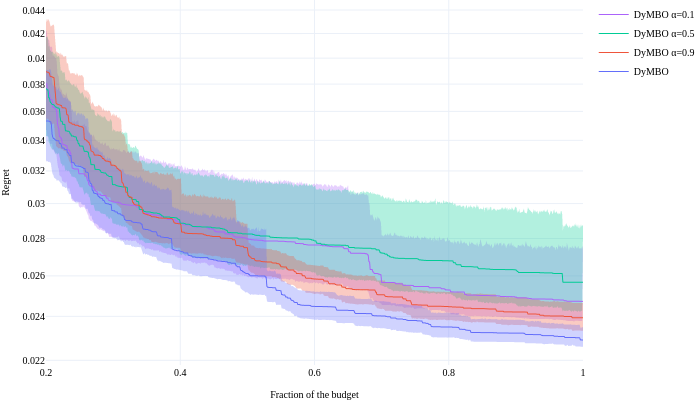 0.044
0.042
0.04
0.038
0.036
0.034
0.032
0.03
0.028
0.026
0.024
0.022
Regret
0.2 0.4 0.6 0.8 1
Fraction of the budget
DyMBO α=0.1
DyMBO α=0.5
DyMBO α=0.9
DyMBO